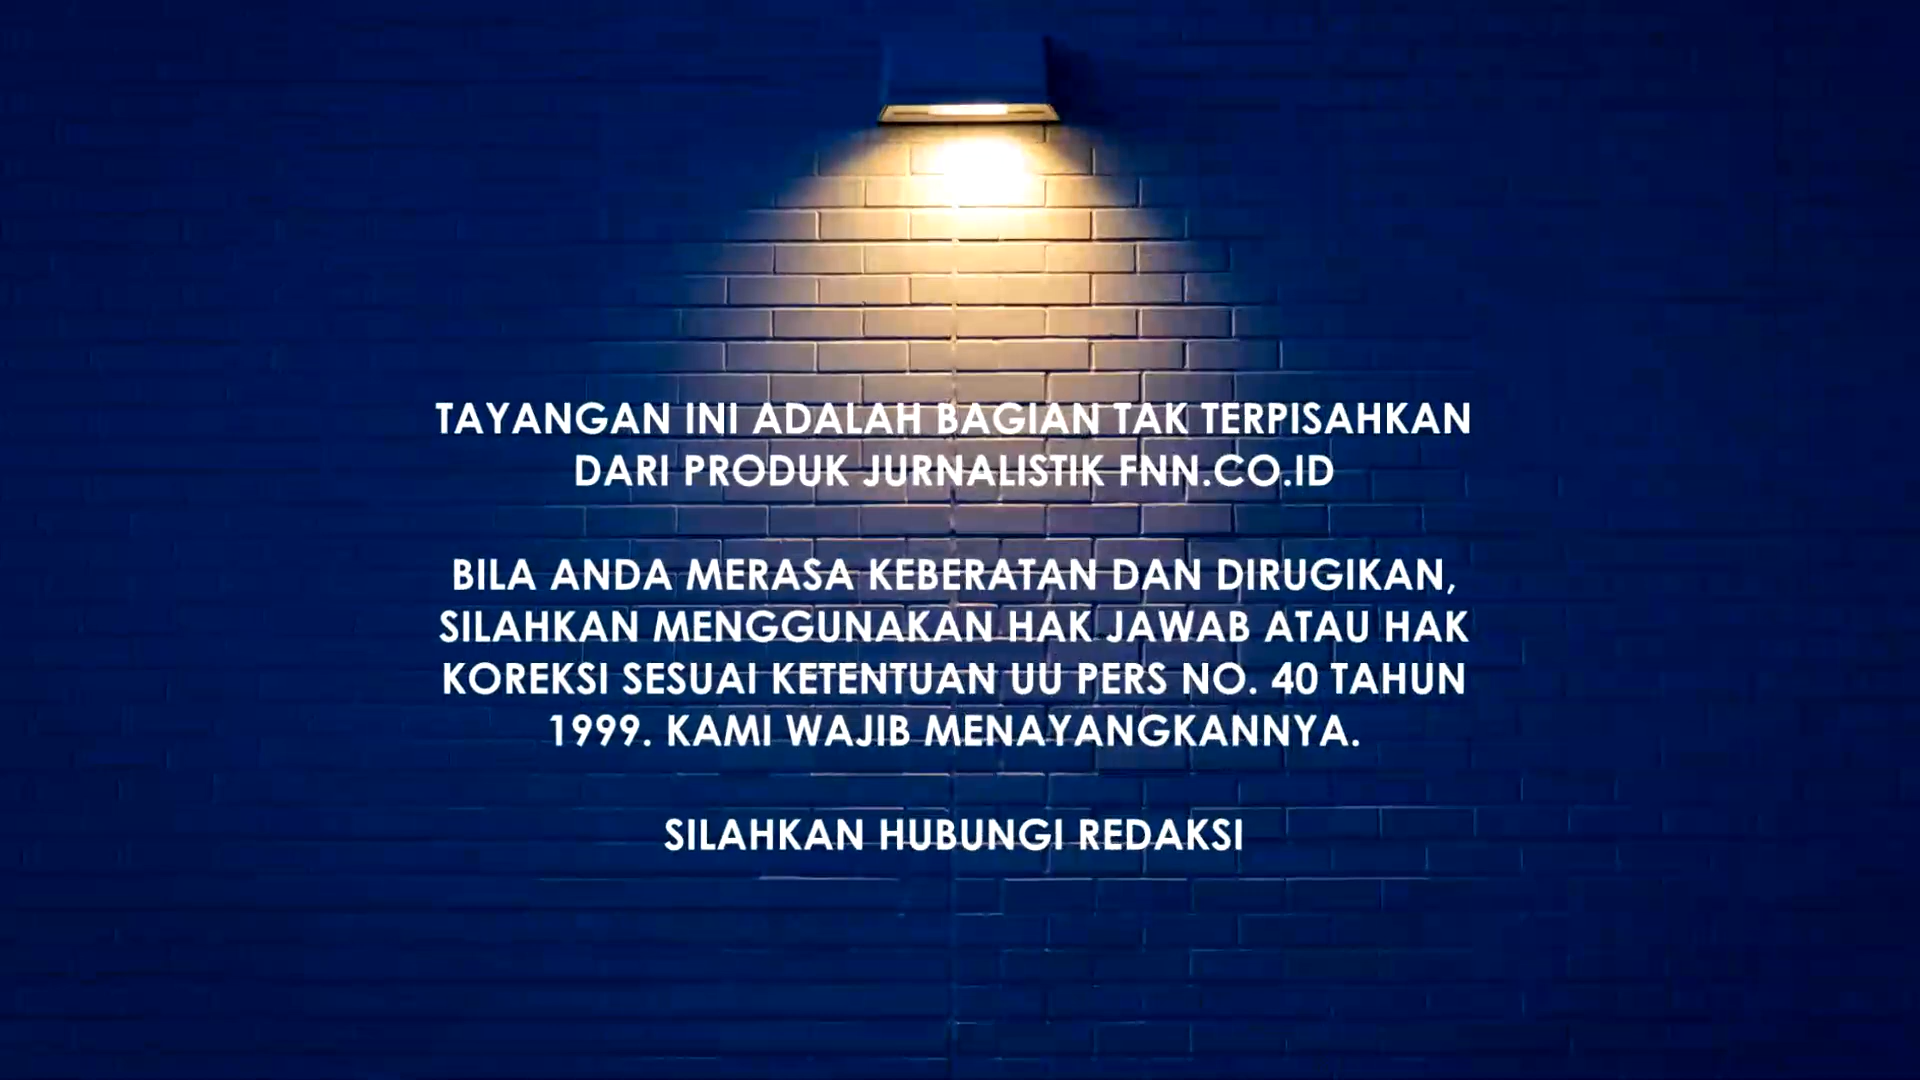 TAYANGAN INI ADALAH BAGIAN TAK TERPISAHKAN
DARI PRODUK JURNALISTIK FNN.CO.ID
BILA ANDA MERASA KEBERATAN DAN DIRUGIKAN,
SILAHKAN MENGGUNAKAN HAK JAWAB ATAU HAK
KOREKSI SESUAI KETENTUAN UU PERS NO. 40 TAHUN
1999. KAMI WAJIB MENAYANGKANNYA.
SILAHKAN HUBUNGI REDAKSI